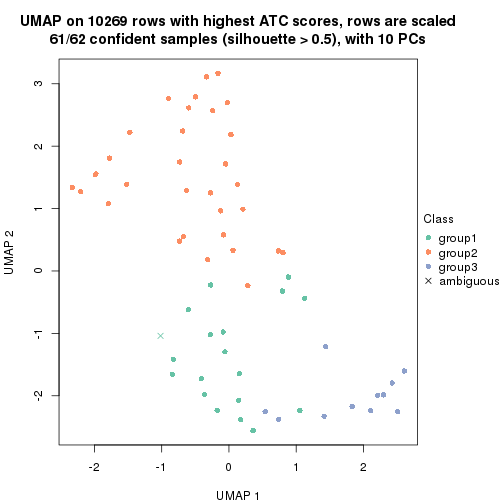 UMAP on 10269 rows with highest ATC scores, rows are scaled
61/62 confident samples (silhouette > 0.5), with 10 PCs
3
2
1
0
-1
-2
UMAP 2
-2 -1 0 1 2
UMAP 1
Class
group1
group2
group3
ambiguous